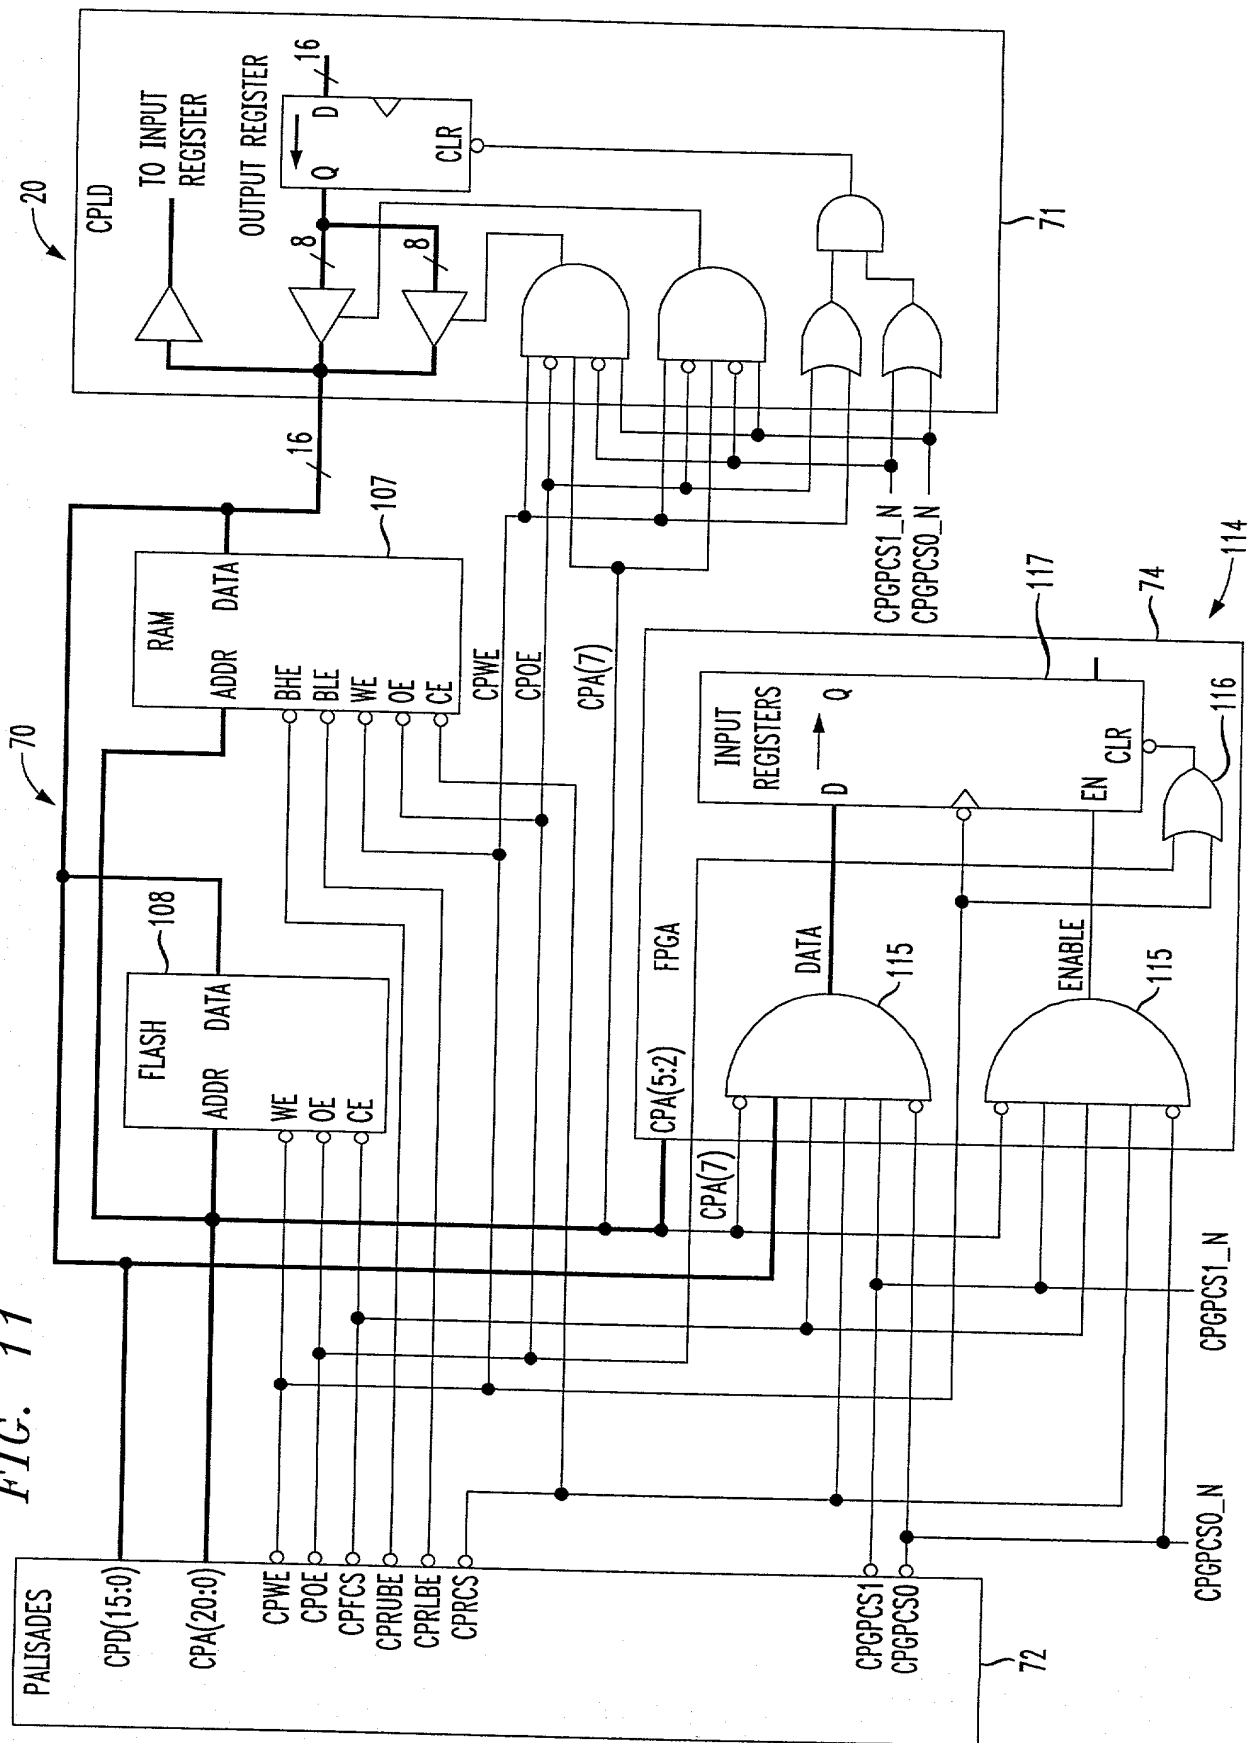 FIG. 11
PALISADES
CPD(15:0)
CPA(20:0)
CPWE
CPOE
CPFCS
CPRUBE
CPRLBE
CPRCS
CPGPCS1
CPGPCS0
72
CPGPCS0_N
CPGPCS1_N
70
FLASH
108
ADDR
DATA
WE
OE
CE
RAM
107
ADDR
DATA
BHE
BLE
WE
OE
CE
CPWE
CPOE
CPA(7)
16
FPGA
CPA(5:2)
CPA(7)
DATA
115
ENABLE
115
INPUT
REGISTERS
D
Q
EN
CLR
117
116
74
114
CPGPCS1_N
CPGPCS0_N
20
CPLD
TO INPUT
REGISTER
OUTPUT REGISTER
16
D
Q
CLR
8
8
71